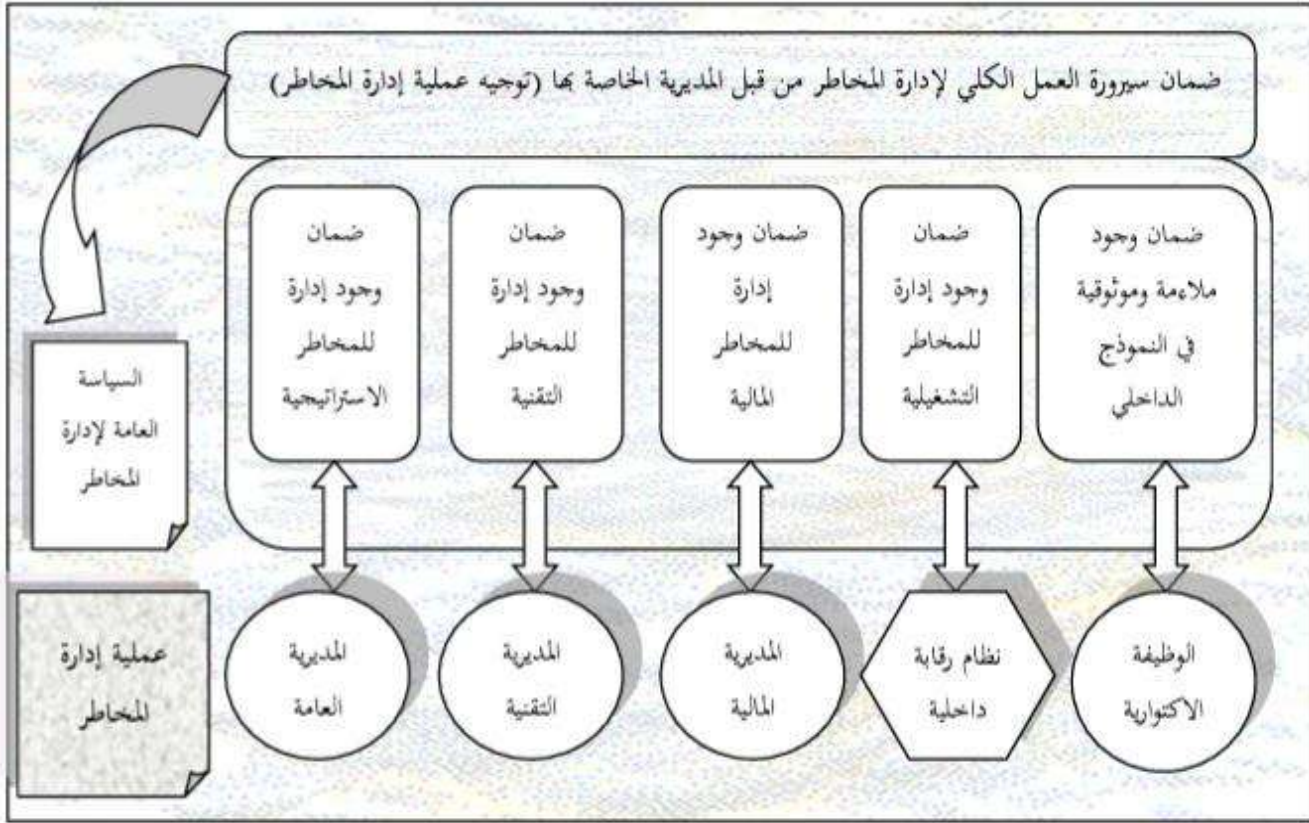 ضمان سيرورة العمل الكلي لإدارة المخاطر من قبل المديرية الخاصة بها (توجيه عملية إدارة المخاطر)
ضمان وجود
ملاءمة وموثوقية
في النموذج
الداخلي
ضمان
وجود إدارة
للمخاطر
التشغيلية
ضمان وجود
إدارة
للمخاطر
المالية
ضمان
وجود إدارة
للمخاطر
التقنية
ضمان
وجود إدارة
للمخاطر
الاستراتيجية
السياسة
العامة لإدارة
المخاطر
الوظيفة
الاكتوارية
نظام رقابة
داخلية
المديرية
المالية
المديرية
التقنية
المديرية
العامة
عملية إدارة
المخاطر